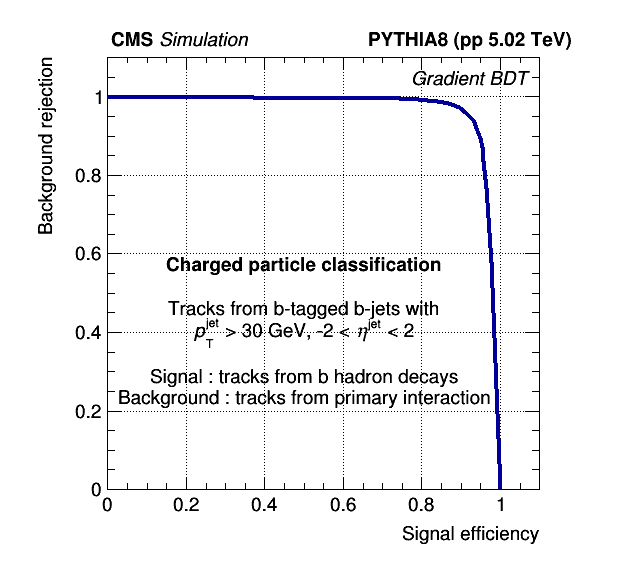 CMS Simulation PYTHIA8 (pp 5.02 TeV)
Gradient BDT
Background rejection
1
0.8
0.6
0.4
0.2
0
Charged particle classification
Tracks from b-tagged b-jets with
p_T^jet > 30 GeV, -2 < η^jet < 2
Signal : tracks from b hadron decays
Background : tracks from primary interaction
0 0.2 0.4 0.6 0.8 1
Signal efficiency